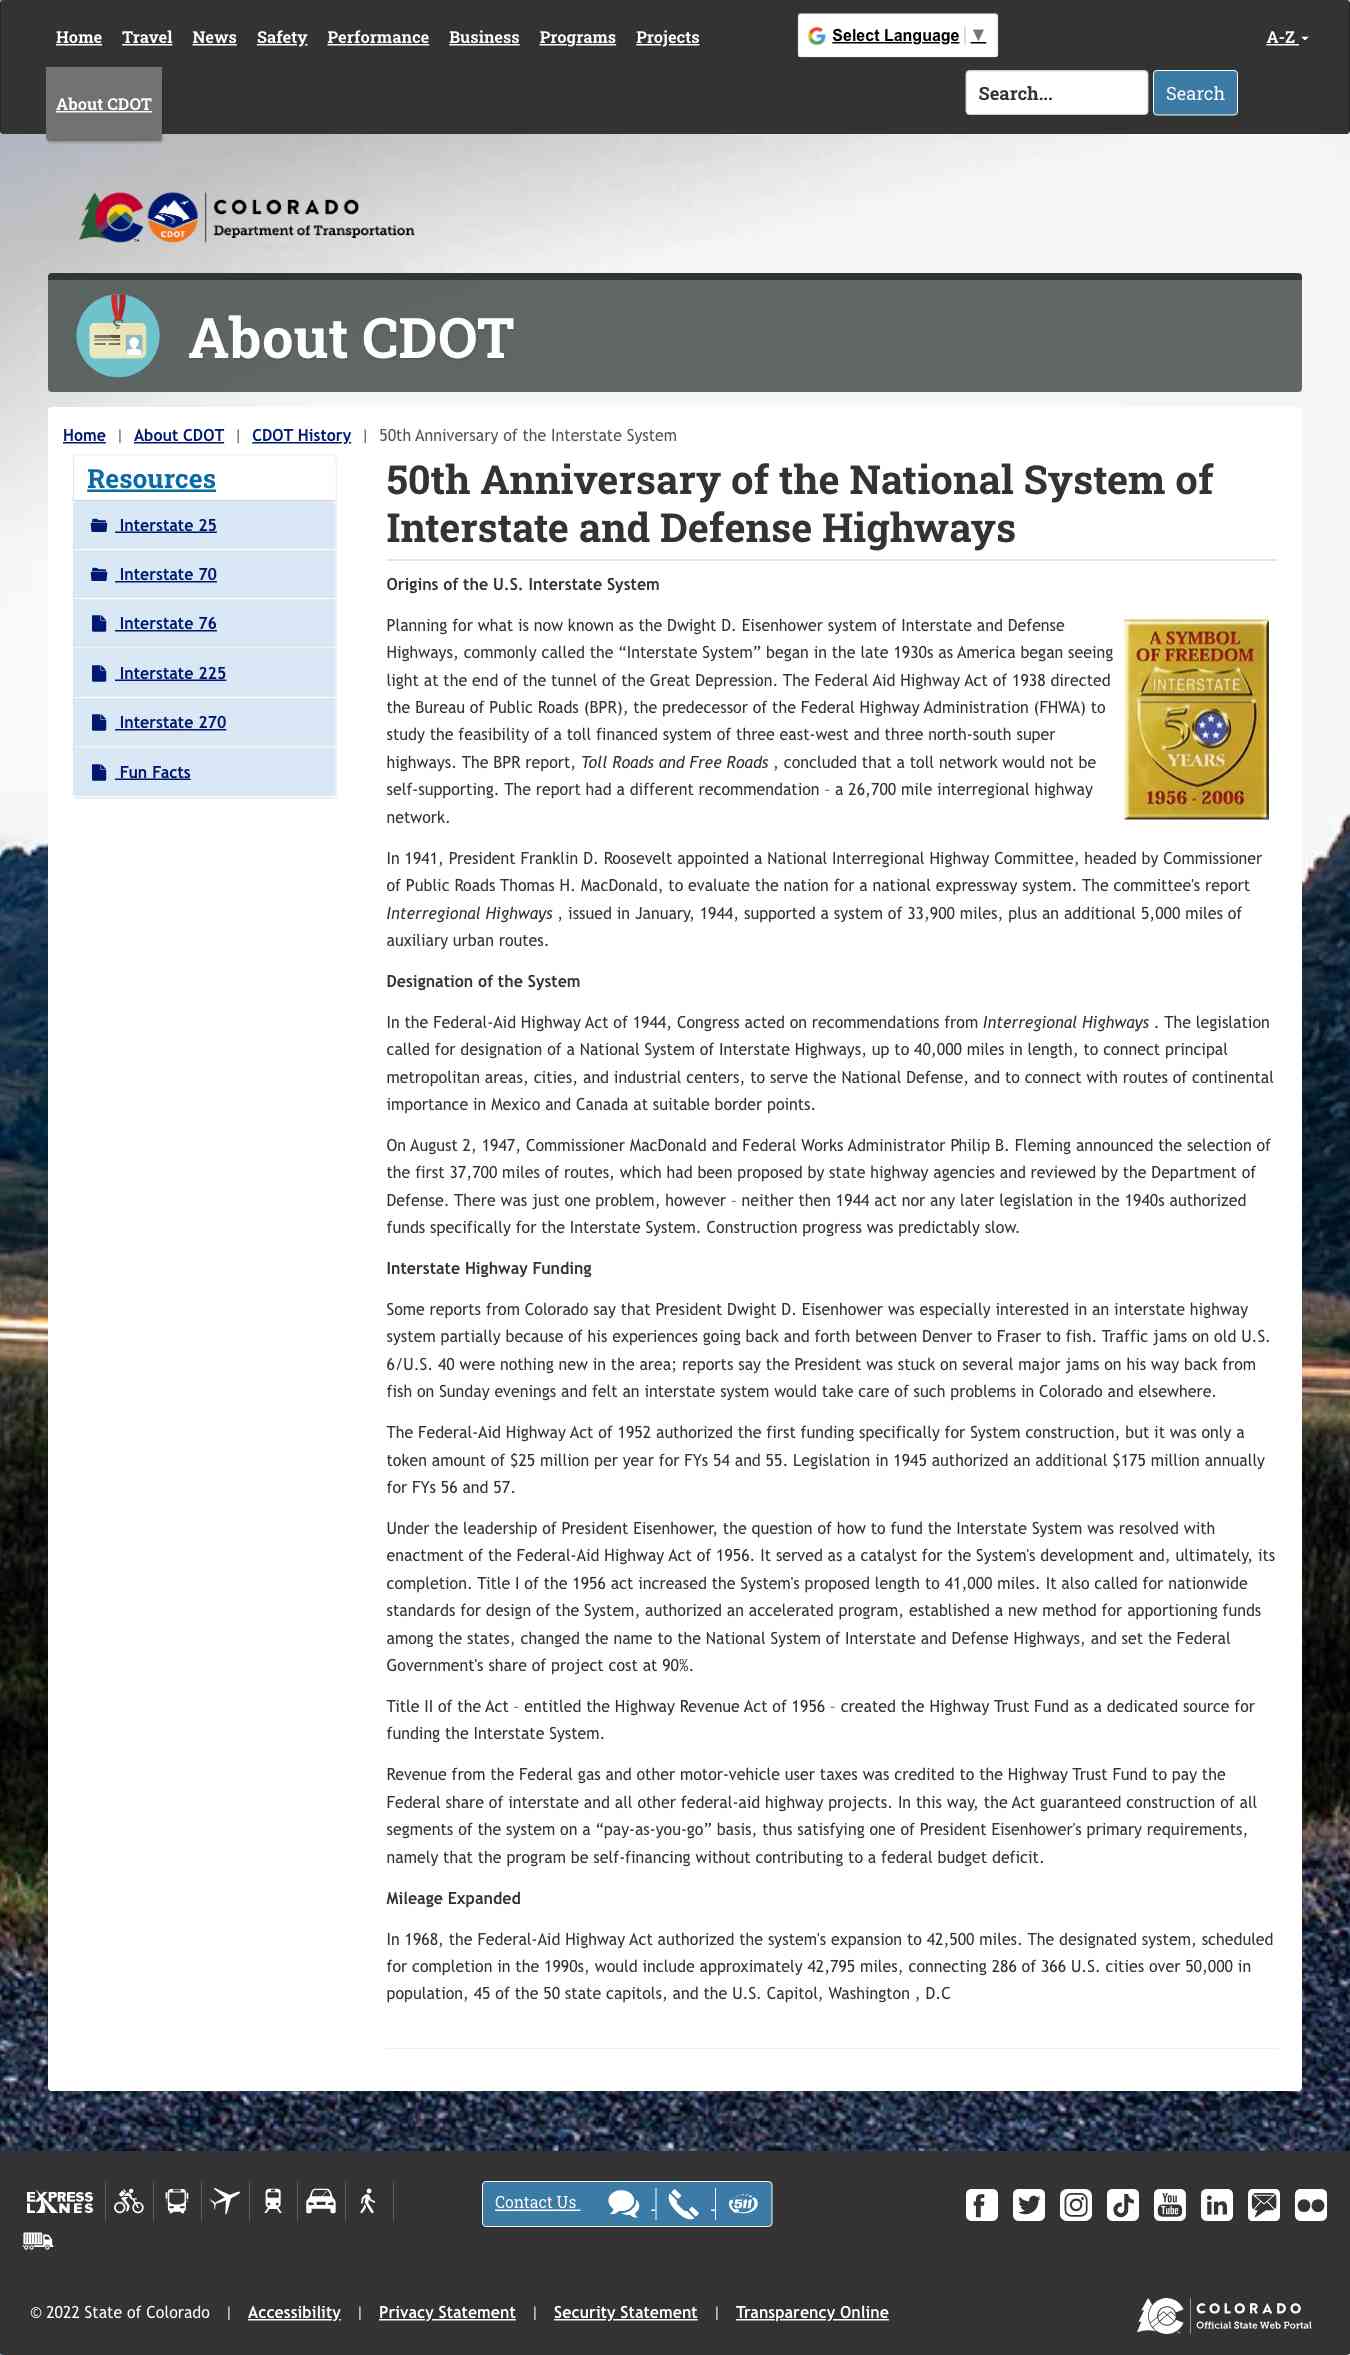 Home Travel News Safety Performance Business Programs Projects
Select Language ▼
A-Z
About CDOT
Search...
Search
CDOT
COLORADO
Department of Transportation
About CDOT
Home | About CDOT | CDOT History | 50th Anniversary of the Interstate System
Resources
Interstate 25
Interstate 70
Interstate 76
Interstate 225
Interstate 270
Fun Facts
50th Anniversary of the National System of
Interstate and Defense Highways
Origins of the U.S. Interstate System
Planning for what is now known as the Dwight D. Eisenhower system of Interstate and Defense
Highways, commonly called the “Interstate System” began in the late 1930s as America began seeing
light at the end of the tunnel of the Great Depression. The Federal Aid Highway Act of 1938 directed
the Bureau of Public Roads (BPR), the predecessor of the Federal Highway Administration (FHWA) to
study the feasibility of a toll financed system of three east-west and three north-south super
highways. The BPR report, Toll Roads and Free Roads , concluded that a toll network would not be
self-supporting. The report had a different recommendation – a 26,700 mile interregional highway
network.
A SYMBOL
OF FREEDOM
INTERSTATE
50
YEARS
1956 - 2006
In 1941, President Franklin D. Roosevelt appointed a National Interregional Highway Committee, headed by Commissioner
of Public Roads Thomas H. MacDonald, to evaluate the nation for a national expressway system. The committee's report
Interregional Highways , issued in January, 1944, supported a system of 33,900 miles, plus an additional 5,000 miles of
auxiliary urban routes.
Designation of the System
In the Federal-Aid Highway Act of 1944, Congress acted on recommendations from Interregional Highways . The legislation
called for designation of a National System of Interstate Highways, up to 40,000 miles in length, to connect principal
metropolitan areas, cities, and industrial centers, to serve the National Defense, and to connect with routes of continental
importance in Mexico and Canada at suitable border points.
On August 2, 1947, Commissioner MacDonald and Federal Works Administrator Philip B. Fleming announced the selection of
the first 37,700 miles of routes, which had been proposed by state highway agencies and reviewed by the Department of
Defense. There was just one problem, however – neither then 1944 act nor any later legislation in the 1940s authorized
funds specifically for the Interstate System. Construction progress was predictably slow.
Interstate Highway Funding
Some reports from Colorado say that President Dwight D. Eisenhower was especially interested in an interstate highway
system partially because of his experiences going back and forth between Denver to Fraser to fish. Traffic jams on old U.S.
6/U.S. 40 were nothing new in the area; reports say the President was stuck on several major jams on his way back from
fish on Sunday evenings and felt an interstate system would take care of such problems in Colorado and elsewhere.
The Federal-Aid Highway Act of 1952 authorized the first funding specifically for System construction, but it was only a
token amount of $25 million per year for FYs 54 and 55. Legislation in 1945 authorized an additional $175 million annually
for FYs 56 and 57.
Under the leadership of President Eisenhower, the question of how to fund the Interstate System was resolved with
enactment of the Federal-Aid Highway Act of 1956. It served as a catalyst for the System's development and, ultimately, its
completion. Title I of the 1956 act increased the System's proposed length to 41,000 miles. It also called for nationwide
standards for design of the System, authorized an accelerated program, established a new method for apportioning funds
among the states, changed the name to the National System of Interstate and Defense Highways, and set the Federal
Government's share of project cost at 90%.
Title II of the Act – entitled the Highway Revenue Act of 1956 – created the Highway Trust Fund as a dedicated source for
funding the Interstate System.
Revenue from the Federal gas and other motor-vehicle user taxes was credited to the Highway Trust Fund to pay the
Federal share of interstate and all other federal-aid highway projects. In this way, the Act guaranteed construction of all
segments of the system on a “pay-as-you-go” basis, thus satisfying one of President Eisenhower's primary requirements,
namely that the program be self-financing without contributing to a federal budget deficit.
Mileage Expanded
In 1968, the Federal-Aid Highway Act authorized the system's expansion to 42,500 miles. The designated system, scheduled
for completion in the 1990s, would include approximately 42,795 miles, connecting 286 of 366 U.S. cities over 50,000 in
population, 45 of the 50 state capitols, and the U.S. Capitol, Washington , D.C
EXPRESS
LANES
Contact Us
511
You
Tube
in
© 2022 State of Colorado | Accessibility | Privacy Statement | Security Statement | Transparency Online
COLORADO
Official State Web Portal